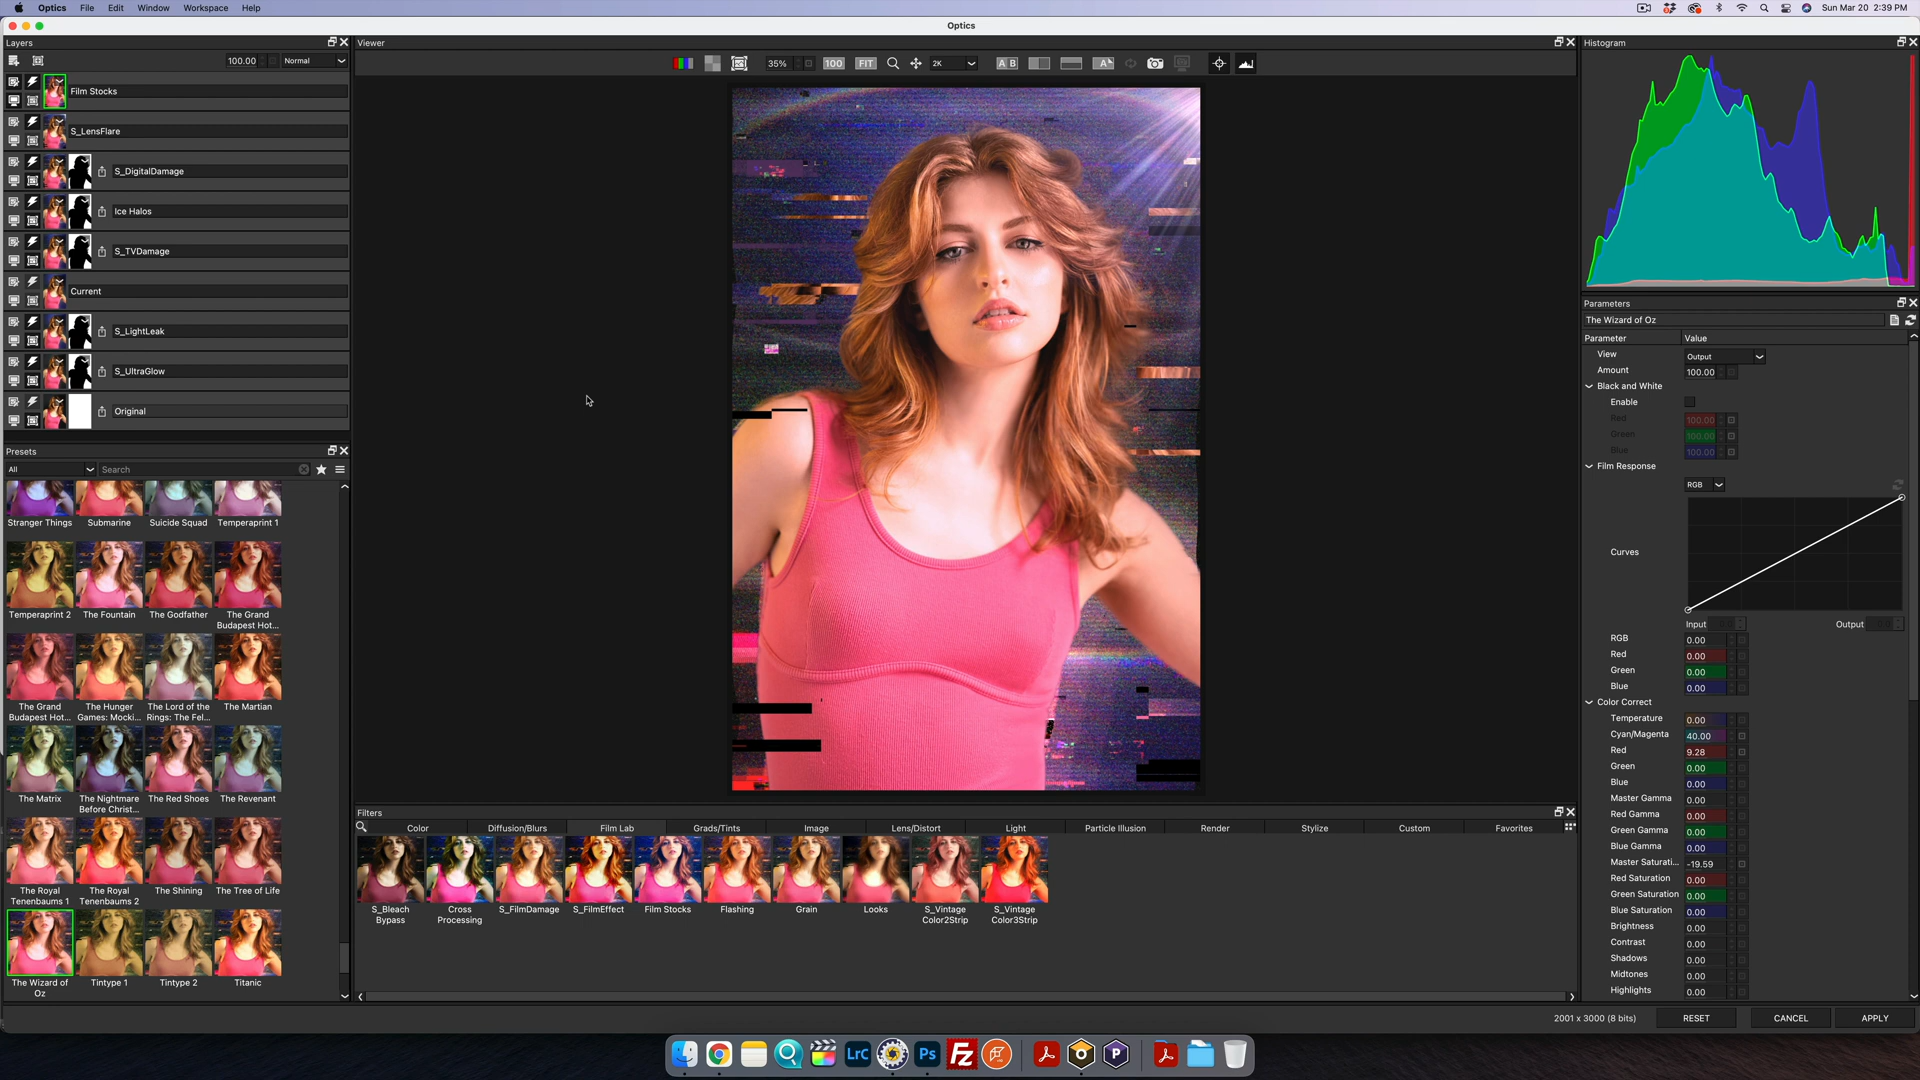 Optics File Edit Window Workspace Help Sun Mar 20 2:39 PM
Optics
Layers
100.00 Normal
Film Stocks
S_LensFlare
S_DigitalDamage
Ice Halos
S_TVDamage
Current
S_LightLeak
S_UltraGlow
Original
Presets
All Search
Stranger Things Submarine Suicide Squad Temperaprint 1
Temperaprint 2 The Fountain The Godfather The Grand
Budapest Hot...
The Grand The Hunger The Lord of the The Martian
Budapest Hot... Games: Mocki... Rings: The Fel...
The Matrix The Nightmare The Red Shoes The Revenant
Before Christ...
The Royal The Royal The Shining The Tree of Life
Tenenbaums 1 Tenenbaums 2
The Wizard of Tintype 1 Tintype 2 Titanic
Oz
Viewer
35% 100 FIT 2K A B A
Filters
Color Diffusion/Blurs Film Lab Grads/Tints Image Lens/Distort Light Particle Illusion Render Stylize Custom Favorites
S_Bleach Cross S_FilmDamage S_FilmEffect Film Stocks Flashing Grain Looks S_Vintage S_Vintage
Bypass Processing Color2Strip Color3Strip
Histogram
Parameters
The Wizard of Oz
Parameter Value
View Output
Amount 100.00
Black and White
Enable
Red 100.00
Green 100.00
Blue 100.00
Film Response
RGB
Curves
Input Output
RGB 0.00
Red 0.00
Green 0.00
Blue 0.00
Color Correct
Temperature 0.00
Cyan/Magenta 40.00
Red 9.28
Green 0.00
Blue 0.00
Master Gamma 0.00
Red Gamma 0.00
Green Gamma 0.00
Blue Gamma 0.00
Master Saturati... -19.59
Red Saturation 0.00
Green Saturation 0.00
Blue Saturation 0.00
Brightness 0.00
Contrast 0.00
Shadows 0.00
Midtones 0.00
Highlights 0.00
2001 x 3000 (8 bits) RESET CANCEL APPLY
LrC Ps Fz P